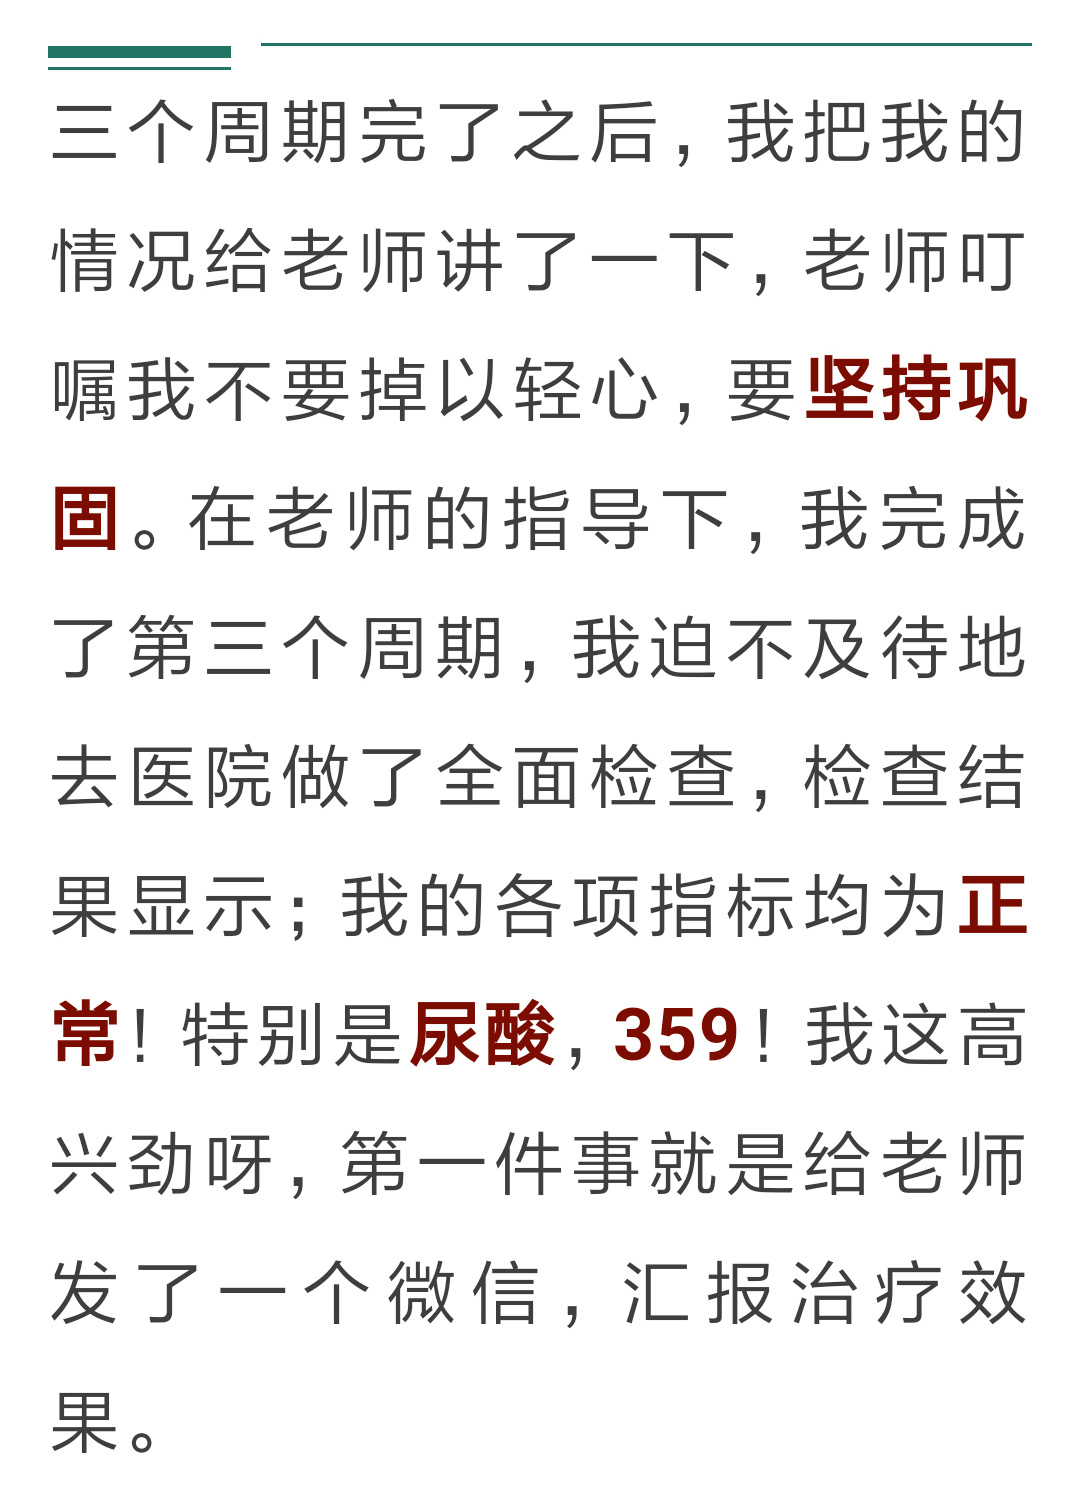 三个周期完了之后，我把我的
情况给老师讲了一下，老师叮
嘱我不要掉以轻心，要坚持巩
固。在老师的指导下，我完成
了第三个周期，我迫不及待地
去医院做了全面检查，检查结
果显示；我的各项指标均为正
常！特别是尿酸，359！我这高
兴劲呀，第一件事就是给老师
发了一个微信，汇报治疗效
果。